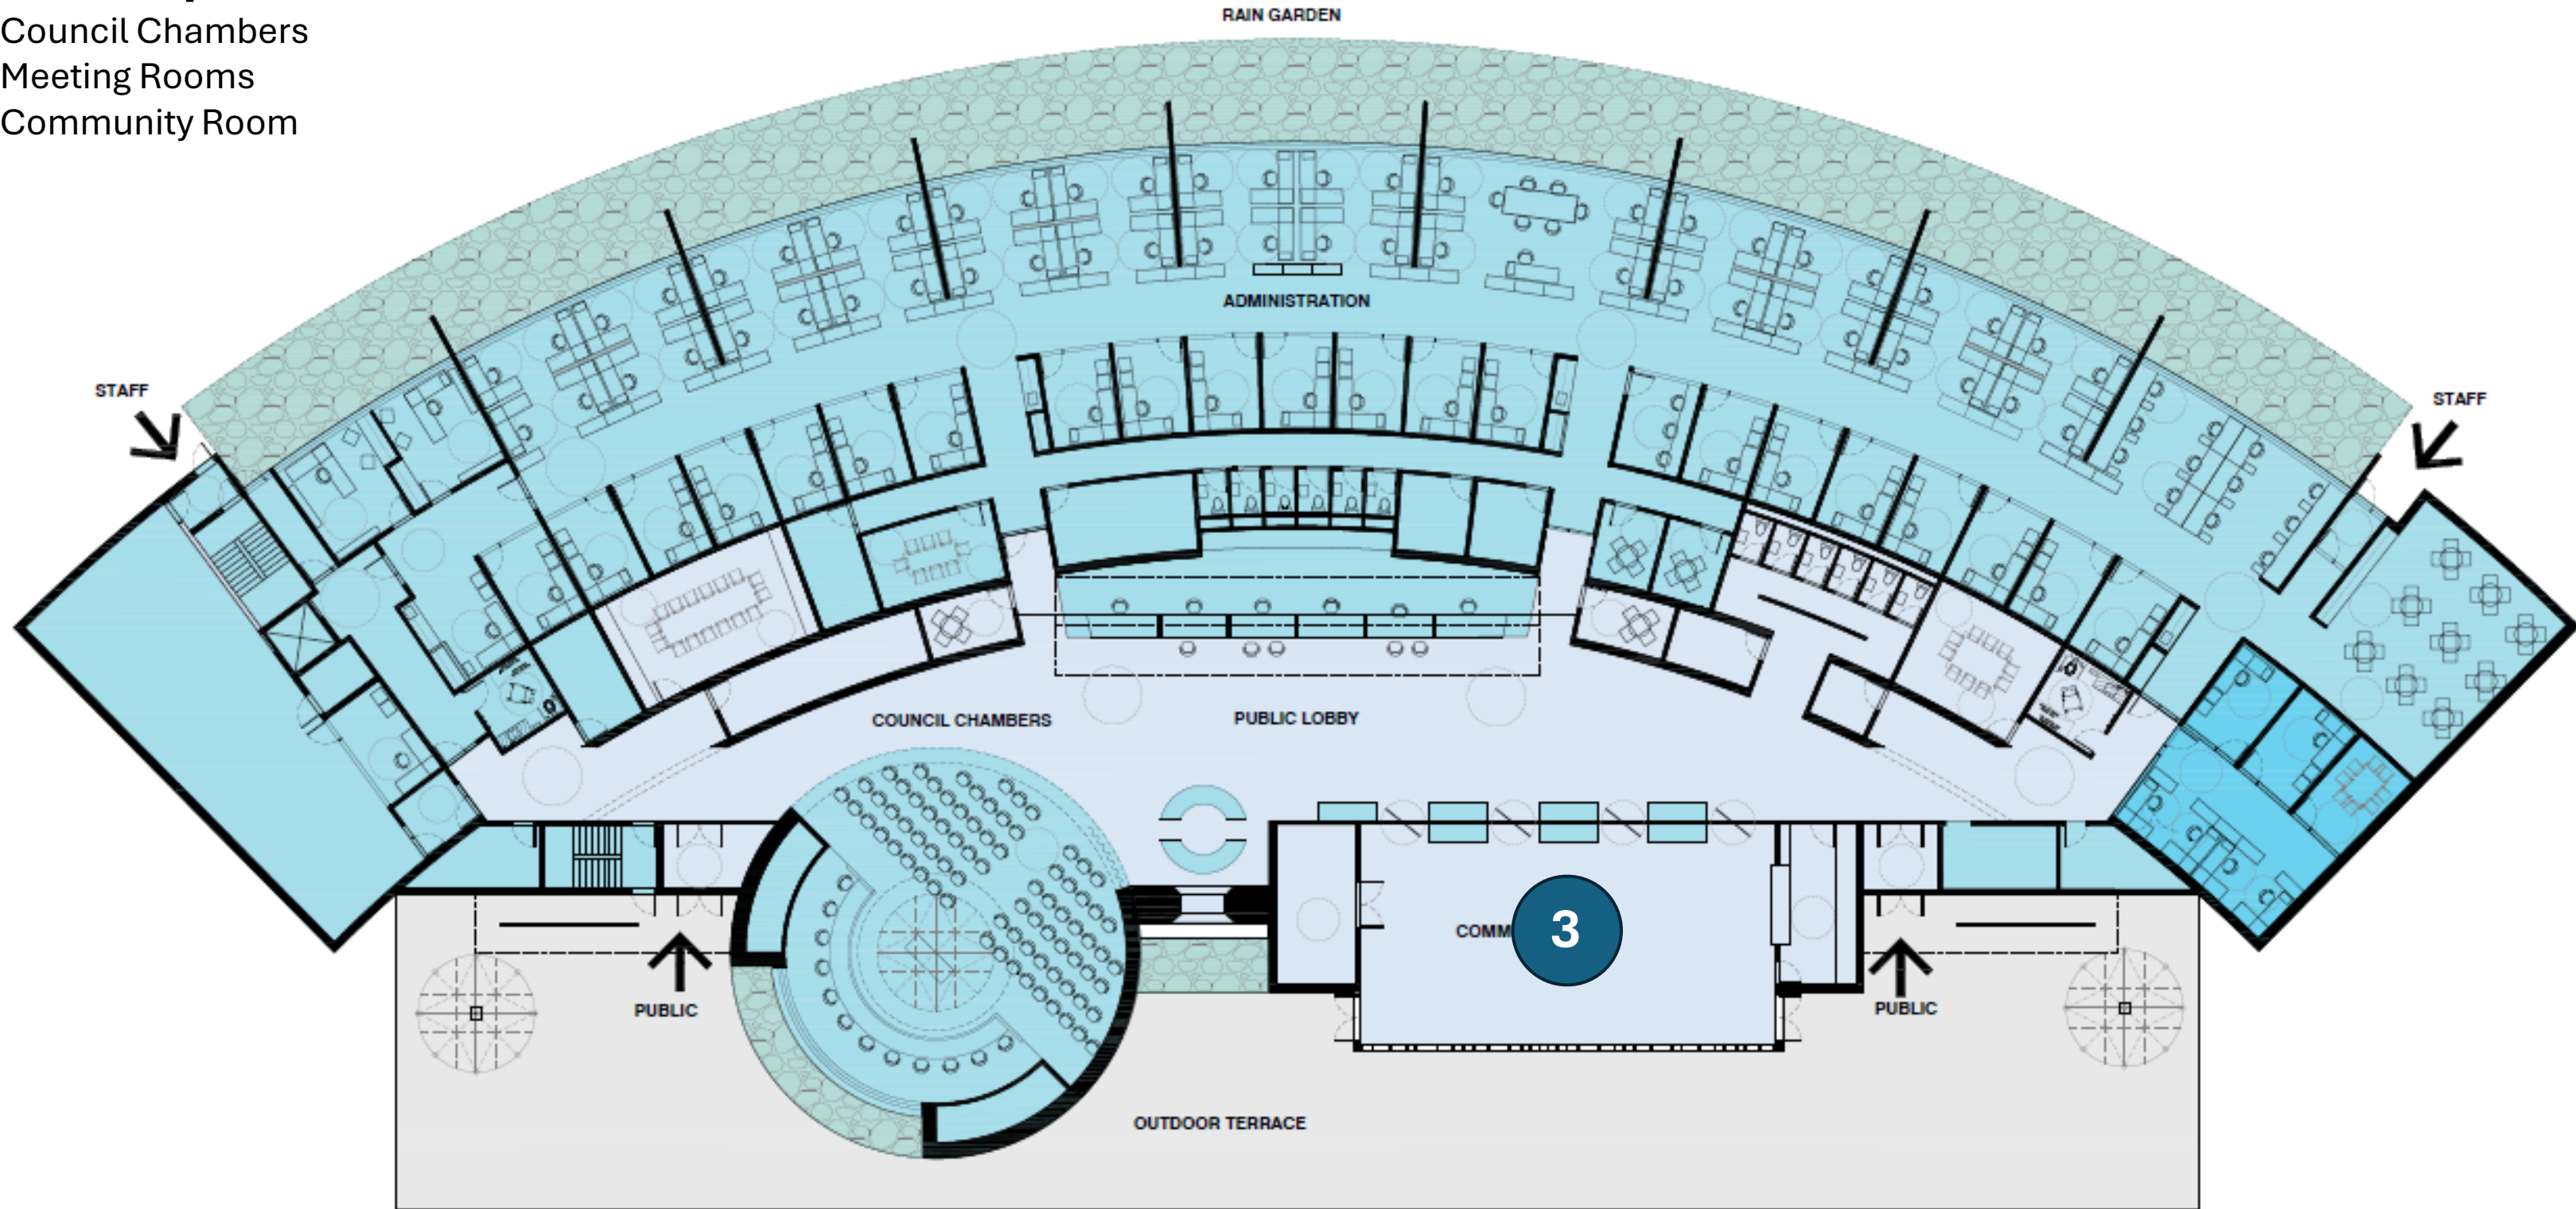 Council Chambers
Meeting Rooms
Community Room
RAIN GARDEN
ADMINISTRATION
STAFF
STAFF
COUNCIL CHAMBERS
PUBLIC LOBBY
COMM
3
PUBLIC
PUBLIC
OUTDOOR TERRACE